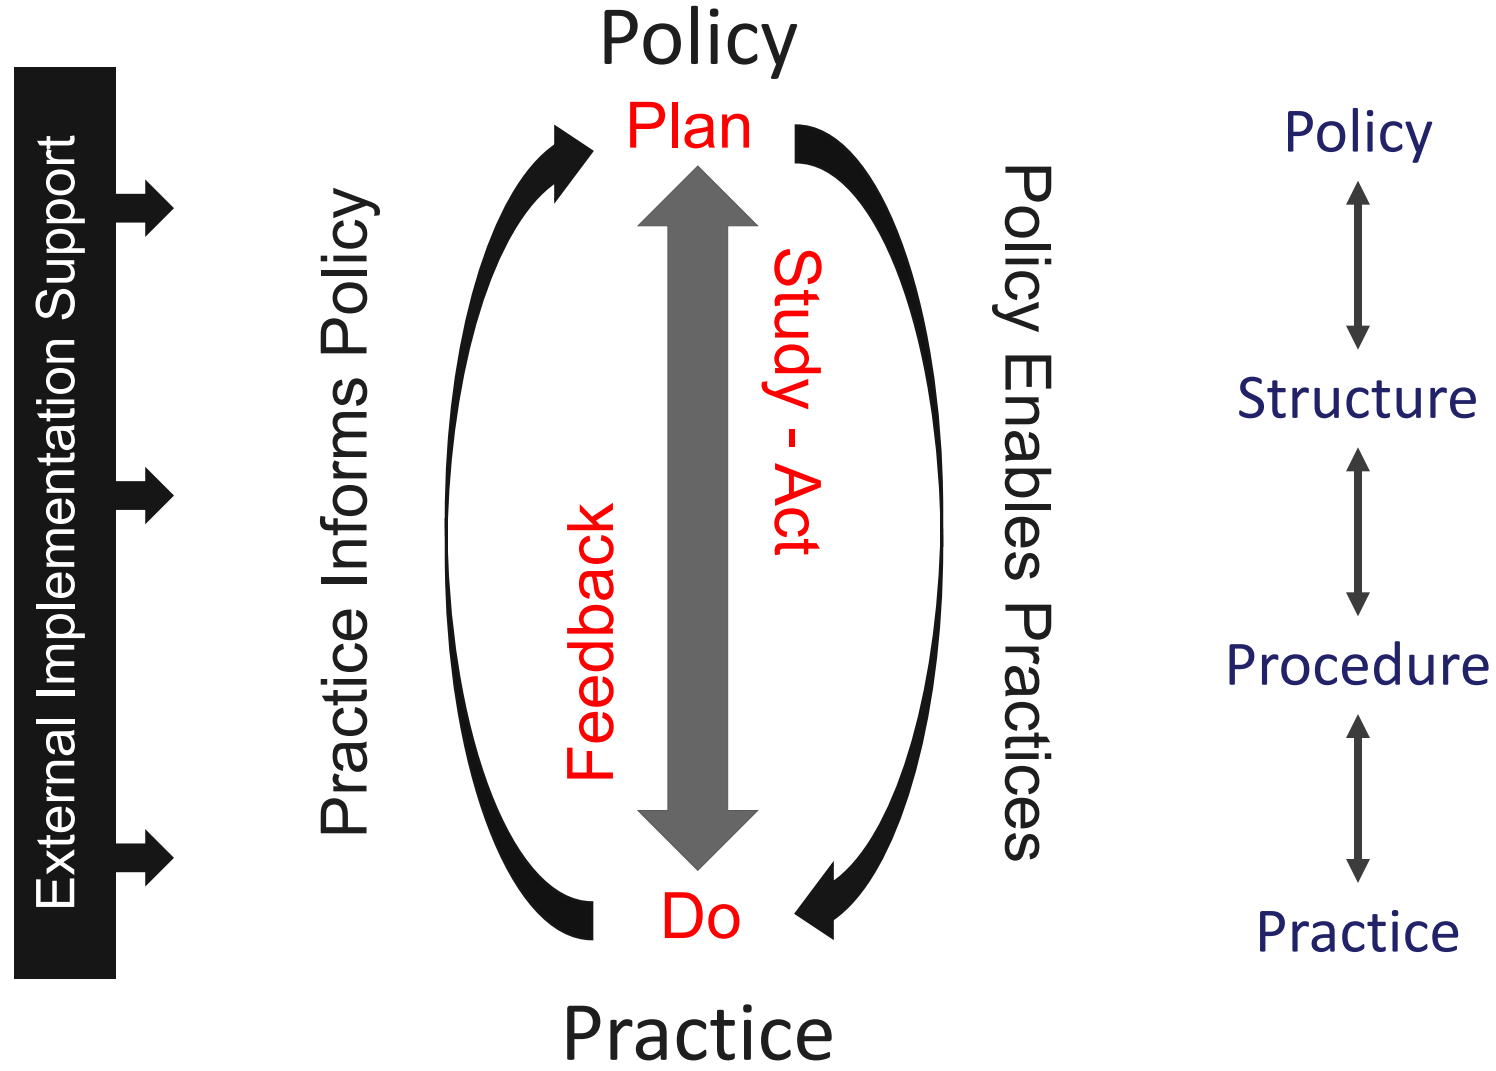 External Implementation Support
Practice Informs Policy
Policy
Plan
Feedback
Study - Act
Do
Practice
Policy Enables Practices
Policy
Structure
Procedure
Practice